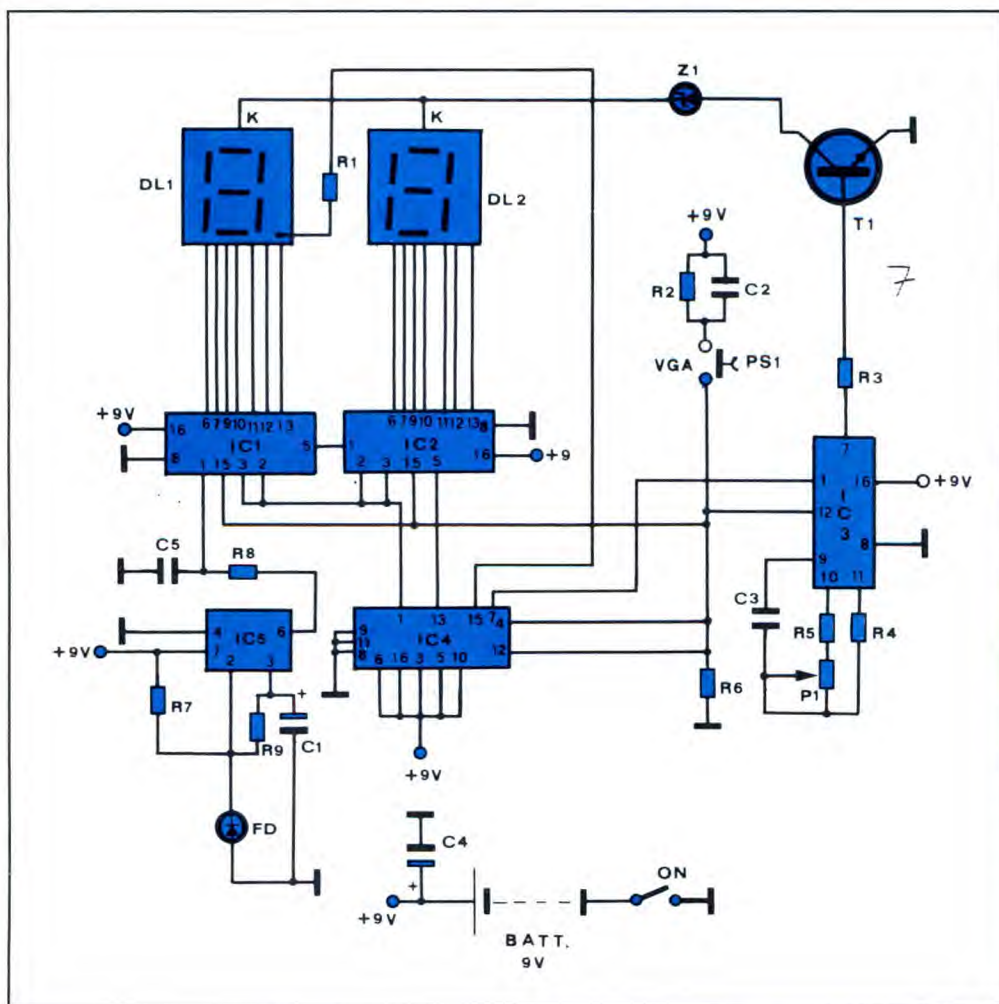 Z1
K
K
DL1
R1
DL2
T1
+9V
7
R2
C2
VGA
PS1
R3
+9V
6 7 9 10 11 12 13
16
IC1
5
8
1 15 3 2
6 7 9 10 11 12 13 8
1
IC2
16
+9
2 3 15 5
7
1
16
+9V
12
IC3
9
8
10 11
C5
R8
C3
R5
R4
P1
4
IC5
6
+9V
7
2
3
1 13 15 7
4
9
11
IC4
8
12
6 16 3 5 10
R6
R7
R9
+
C1
+9V
FD
C4
+
+9V
ON
BATT.
9V